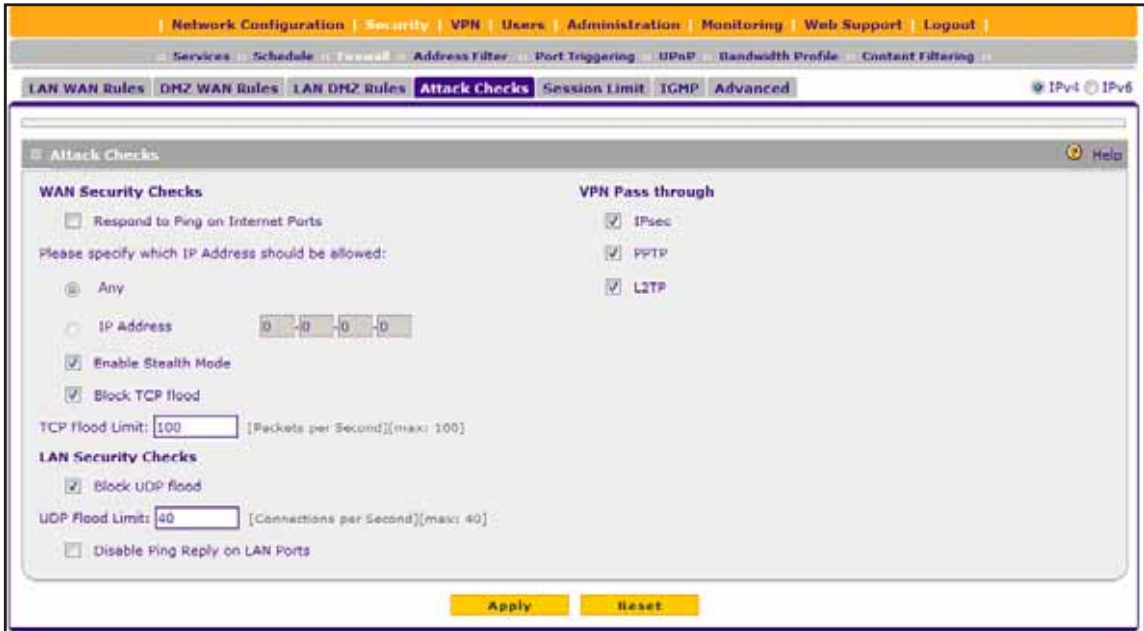 | Network Configuration | Security | VPN | Users | Administration | Monitoring | Web Support | Logout |
Services Schedule Firewall Address Filter Port Triggering UPnP Bandwidth Profile Content Filtering
LAN WAN Rules DMZ WAN Rules LAN DMZ Rules Attack Checks Session Limit IGMP Advanced IPv4 IPv6
Attack Checks Help
WAN Security Checks
Respond to Ping on Internet Ports
Please specify which IP Address should be allowed:
Any
IP Address 0 .0 .0 .0
Enable Stealth Mode
Block TCP flood
TCP Flood Limit: 100 [Packets per Second][max: 100]
LAN Security Checks
Block UDP flood
UDP Flood Limit: 40 [Connections per Second][max: 40]
Disable Ping Reply on LAN Ports
VPN Pass through
IPsec
PPTP
L2TP
Apply Reset